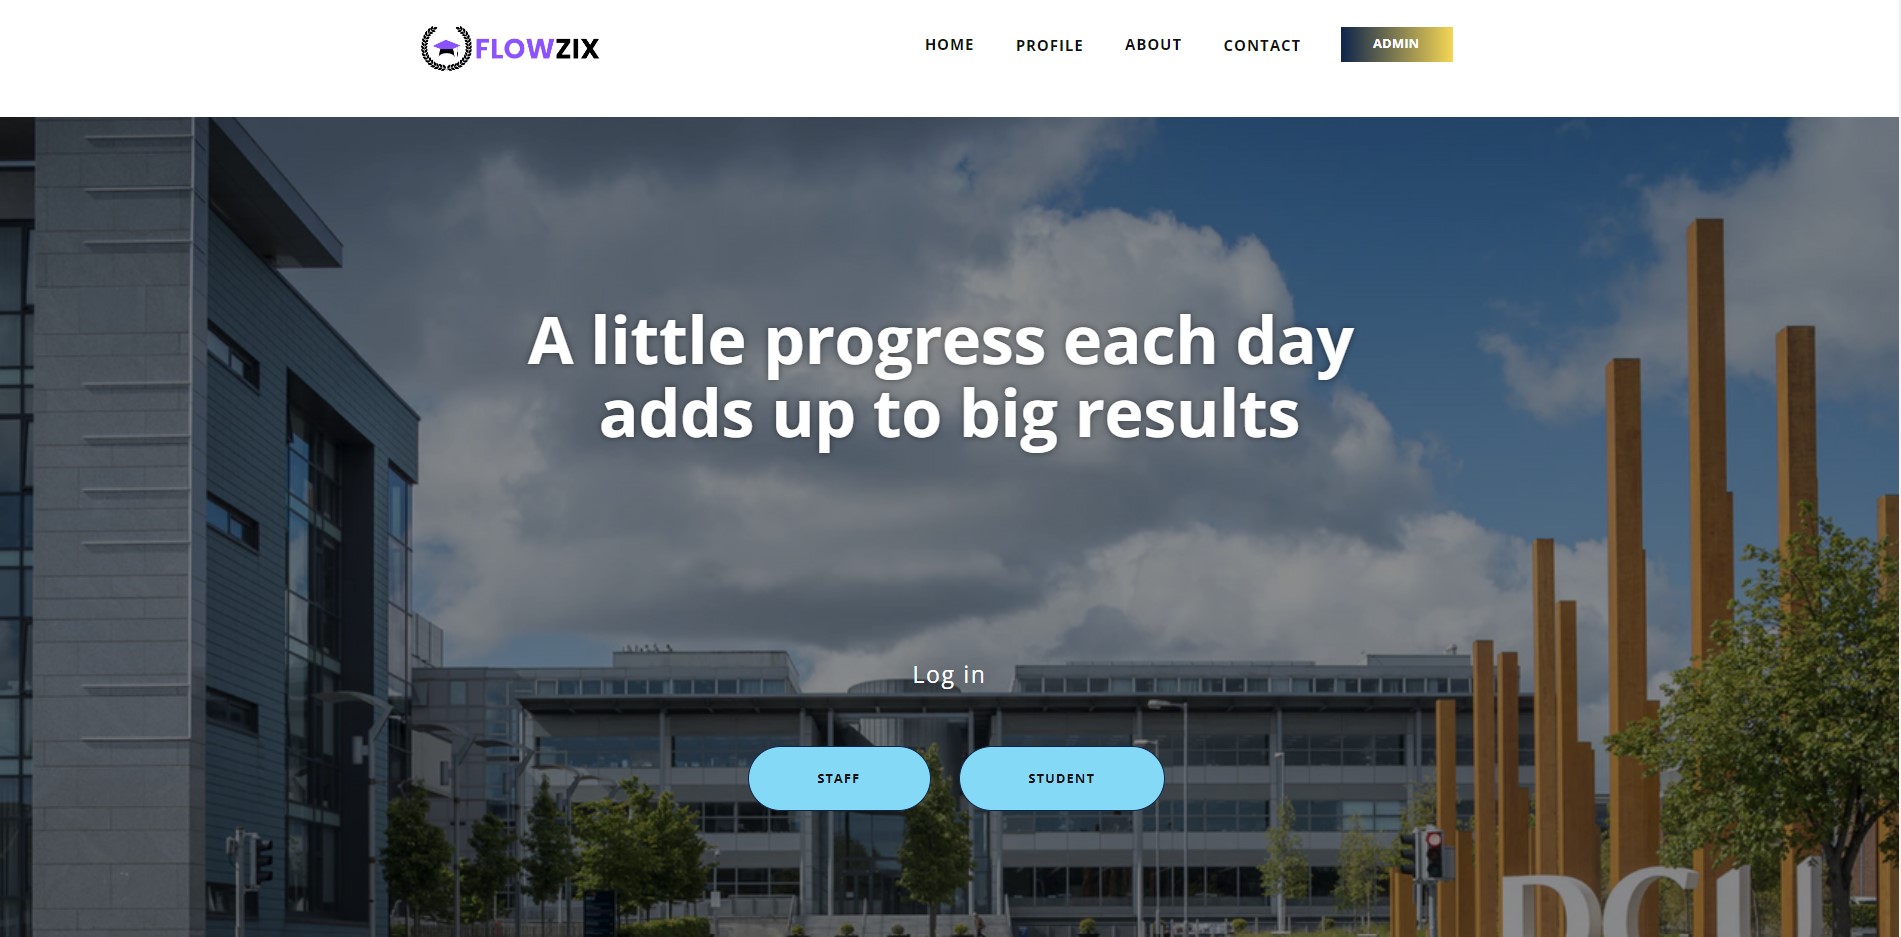 FLOWZIX
HOME PROFILE ABOUT CONTACT ADMIN
A little progress each day
adds up to big results
Log in
STAFF STUDENT
DCU